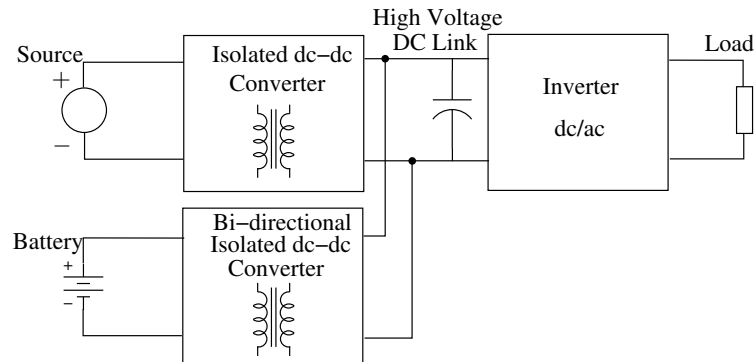 High Voltage
DC Link
Source
+
−
Isolated dc−dc
Converter
Inverter
dc/ac
Load
Battery
+
−
Bi−directional
Isolated dc−dc
Converter